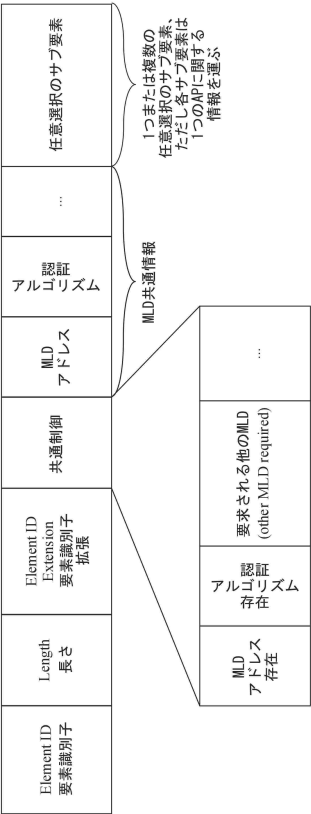 Element ID
要素識別子
Length
長さ
Element ID
Extension
要素識別子
拡張
共通制御
MLD
アドレス
認証
アルゴリズム
…
任意選択のサブ要素
MLD共通情報
1つまたは複数の
任意選択のサブ要素、
ただし各サブ要素は
1つのAPに関する
情報を運ぶ
MLD
アドレス
存在
認証
アルゴリズム
存在
要求される他のMLD
(other MLD required)
…